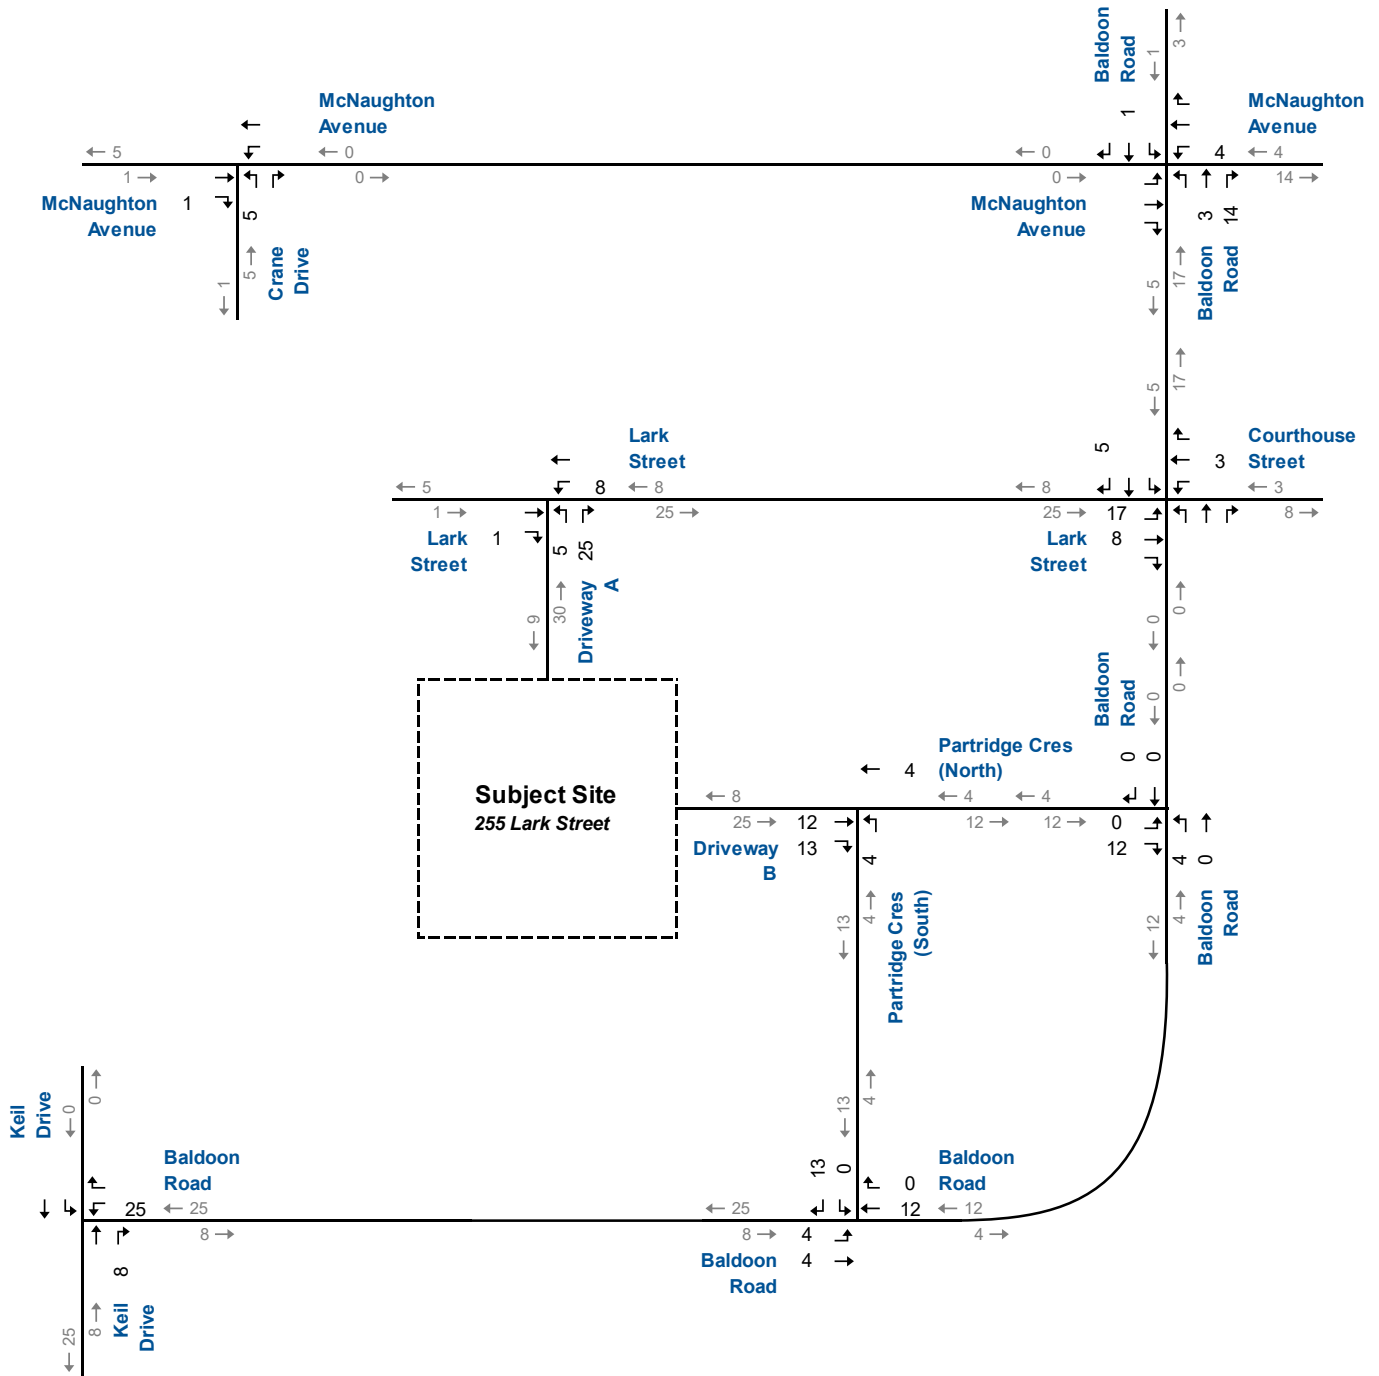 Baldoon
Road
1
3
McNaughton
Avenue
1
McNaughton
Avenue
5
0
0
4
4
1
0
0
14
McNaughton
Avenue
1
5
McNaughton
Avenue
3
14
5
1
Crane
Drive
5
17
Baldoon
Road
5
17
Lark
Street
5
Courthouse
Street
3
5
8
8
8
3
1
25
25
17
8
Lark
Street
1
5
25
Lark
Street
8
9
30
Driveway
A
0
0
0
0
Baldoon
Road
Partridge Cres
(North)
4
0
0
Subject Site
255 Lark Street
8
4
4
25
12
12
12
0
Driveway
B
13
4
12
4
0
13
4
Partridge Cres
(South)
12
4
Baldoon
Road
Keil
Drive
0
0
13
4
Baldoon
Road
13
0
Baldoon
Road
0
25
25
25
12
12
8
8
4
4
Baldoon
Road
4
8
25
8
Keil
Drive